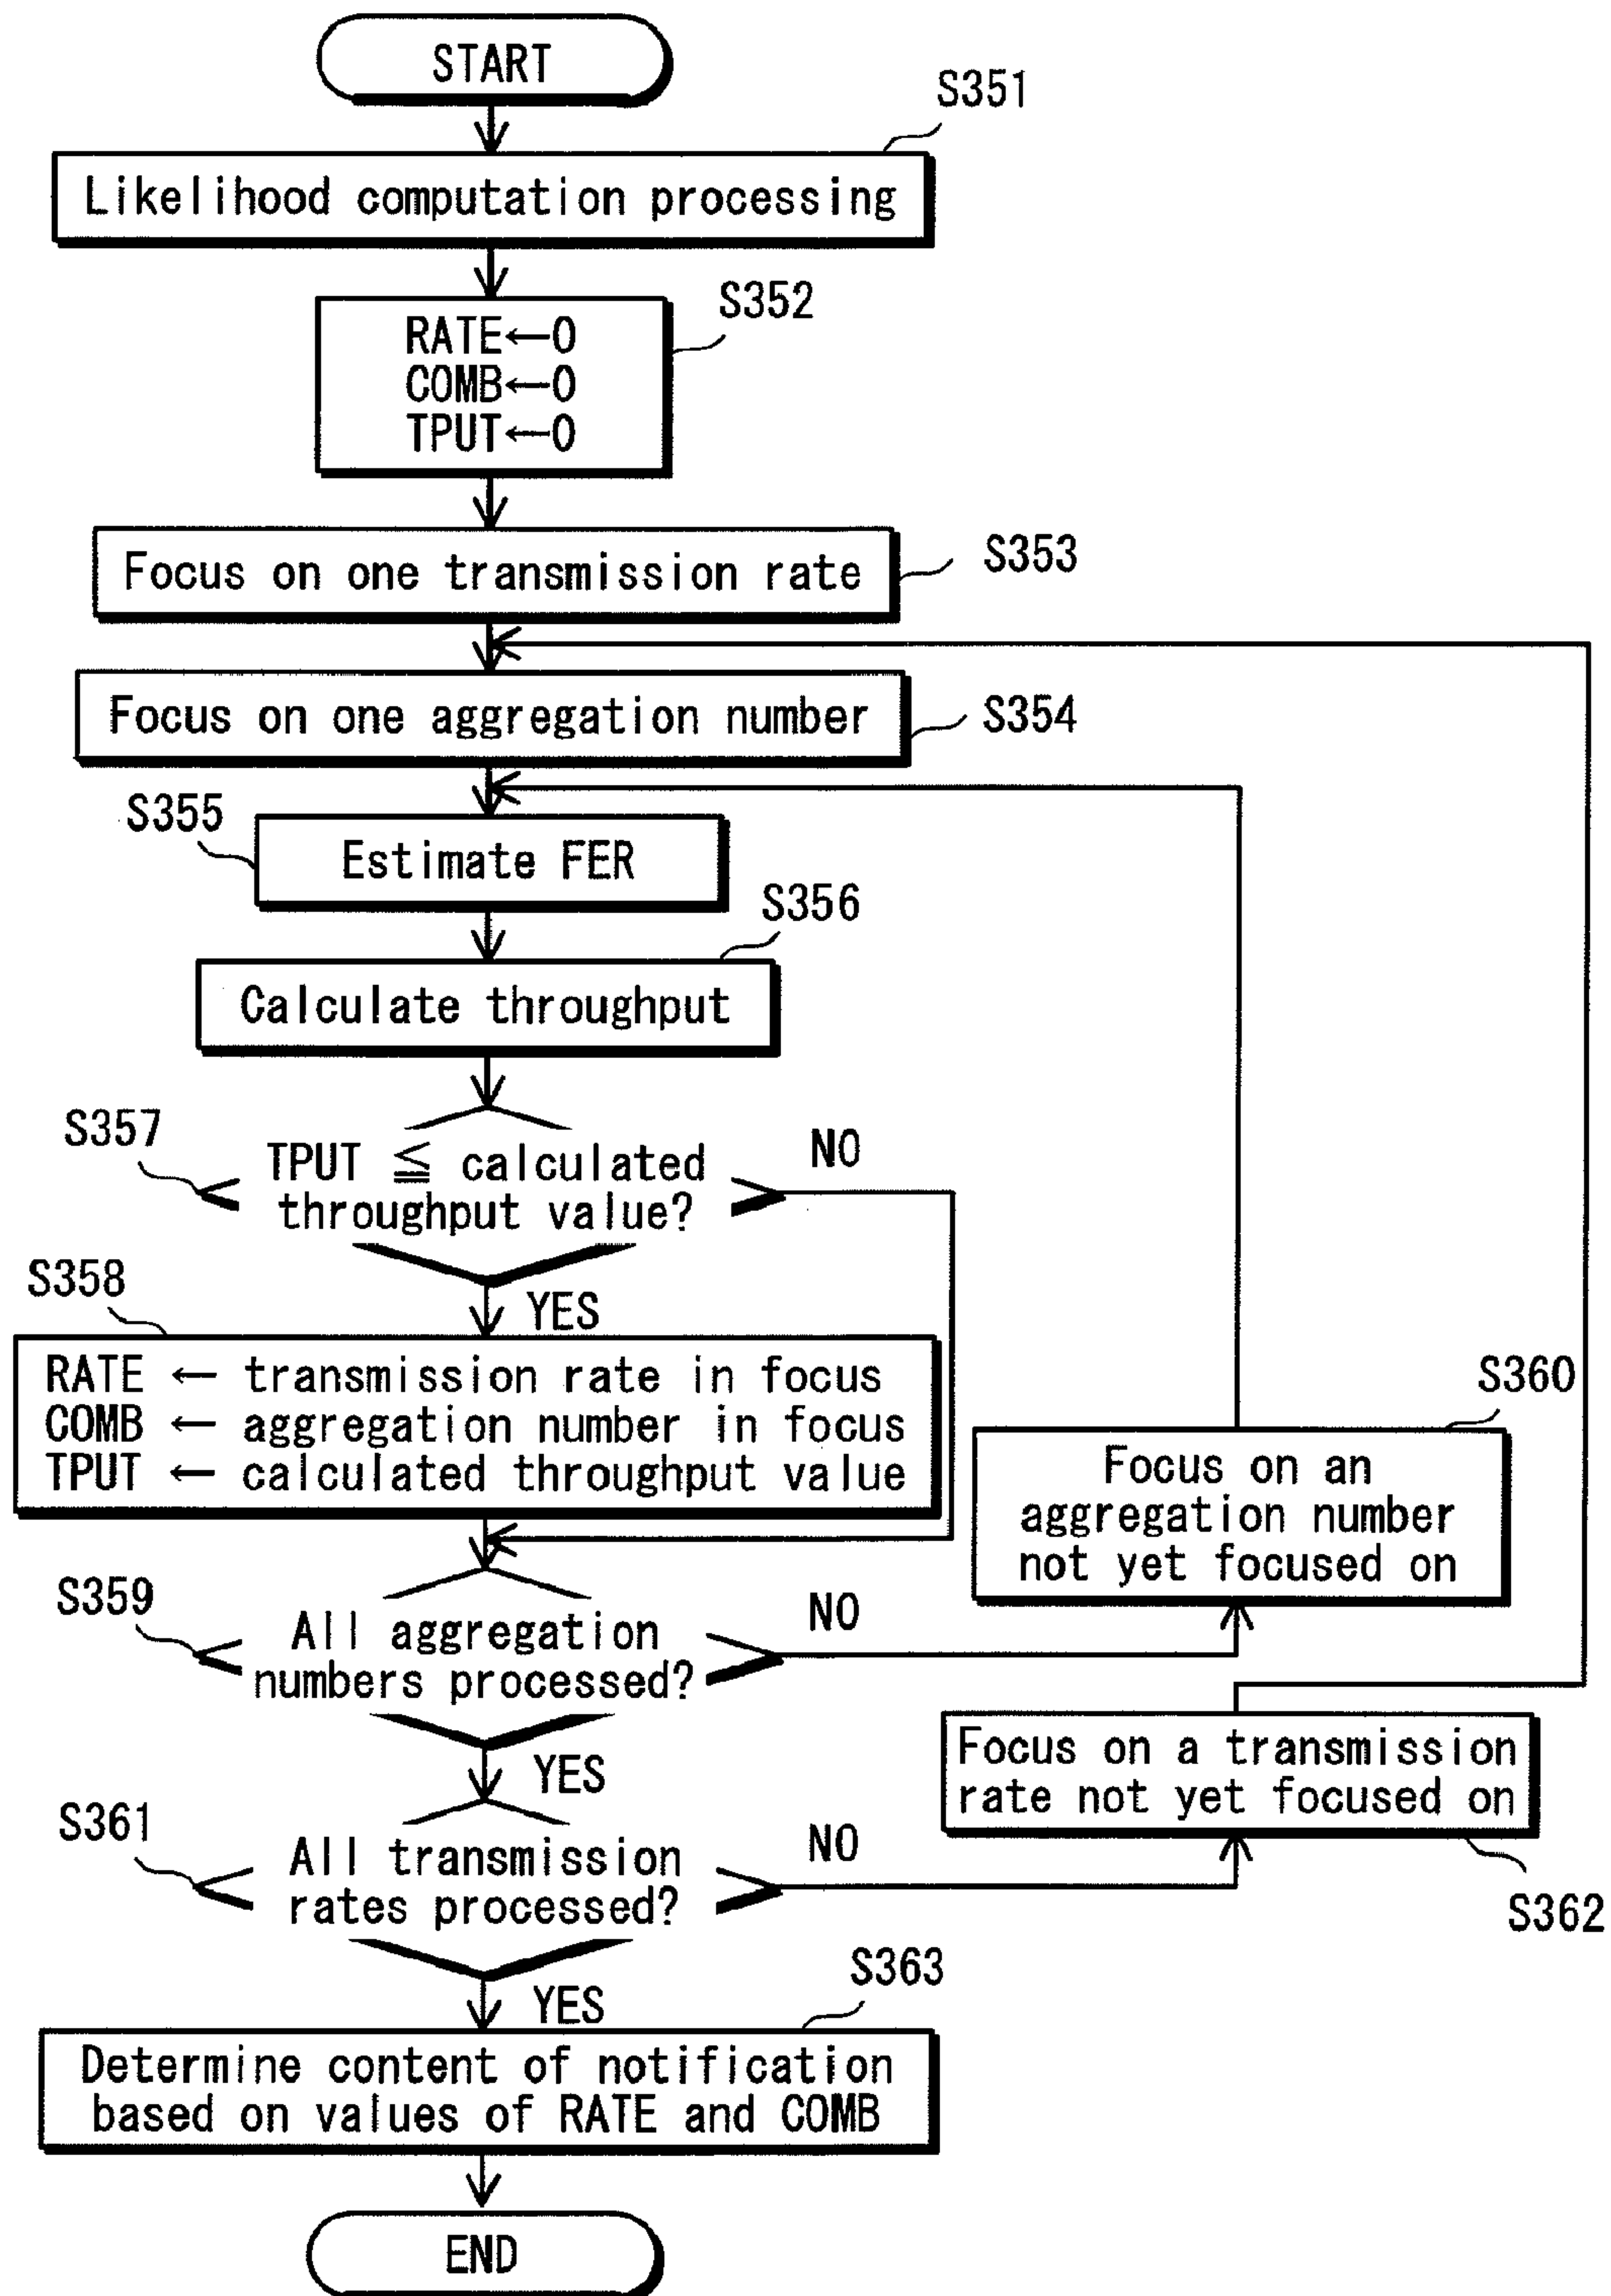 START
S351
Likelihood computation processing
S352
RATE←0
COMB←0
TPUT←0
Focus on one transmission rate
S353
Focus on one aggregation number
S354
S355
Estimate FER
S356
Calculate throughput
S357
TPUT ≦ calculated
throughput value?
NO
YES
S358
RATE ← transmission rate in focus
COMB ← aggregation number in focus
TPUT ← calculated throughput value
S360
Focus on an
aggregation number
not yet focused on
S359
All aggregation
numbers processed?
NO
YES
Focus on a transmission
rate not yet focused on
S362
S361
All transmission
rates processed?
NO
YES
S363
Determine content of notification
based on values of RATE and COMB
END